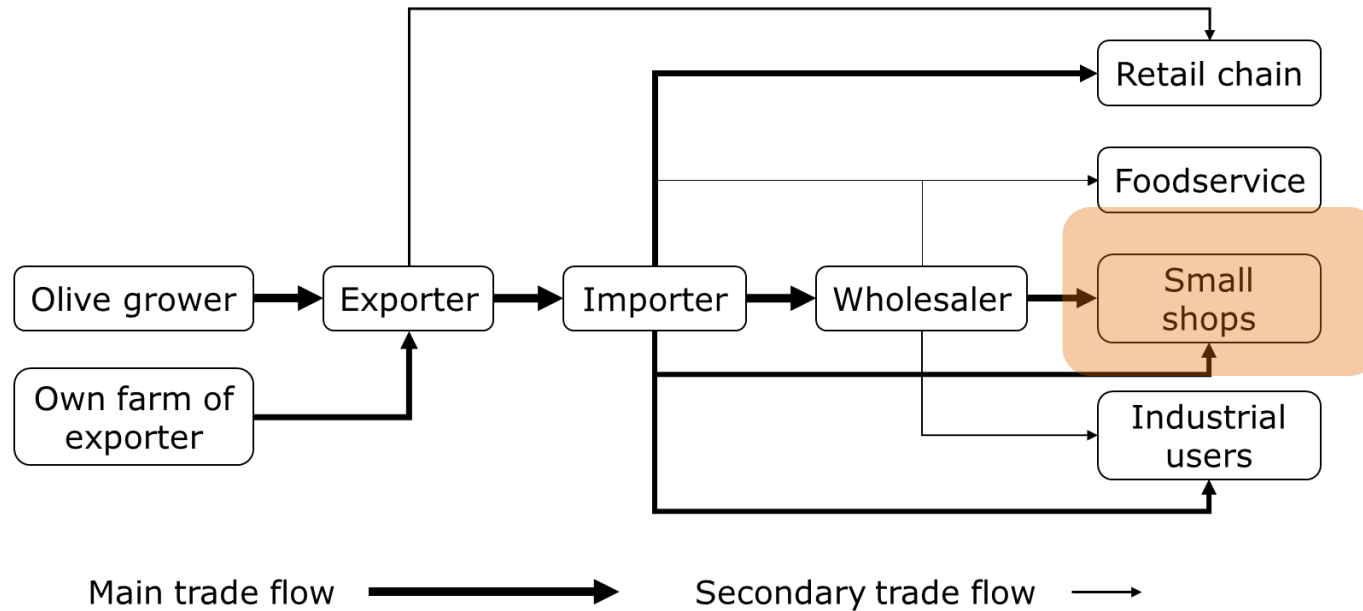 Retail chain
Foodservice
Olive grower
Exporter
Importer
Wholesaler
Small
shops
Own farm of
exporter
Industrial
users
Main trade flow
Secondary trade flow